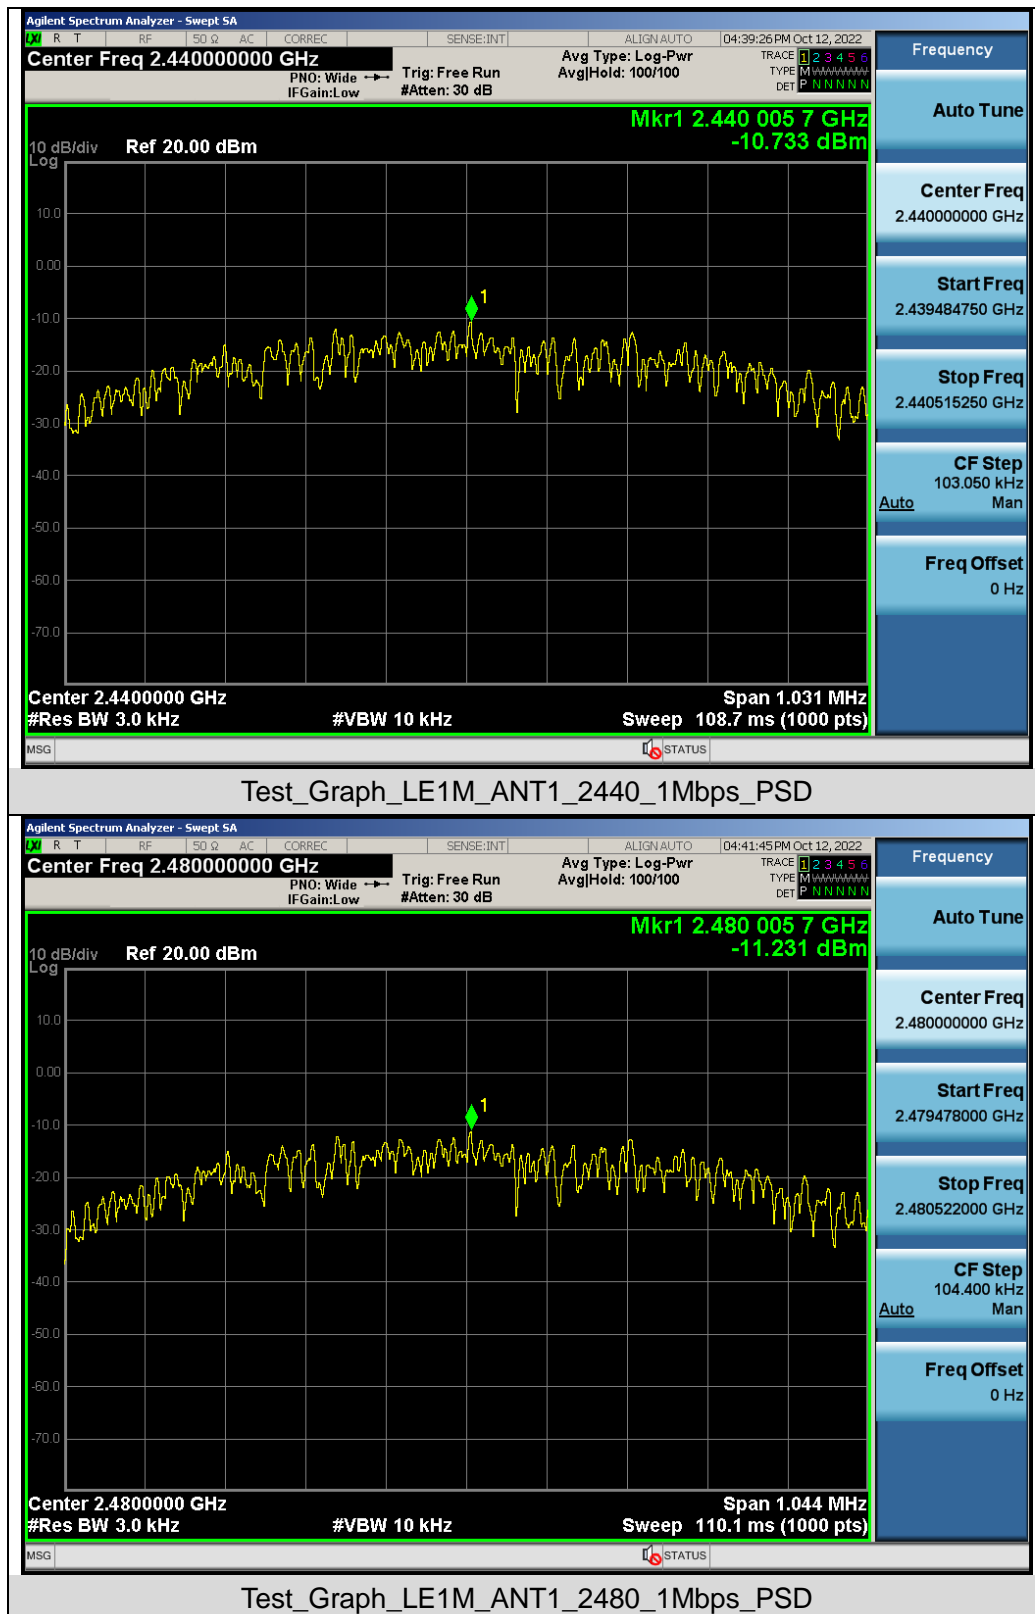 Agilent Spectrum Analyzer - Swept SA
LXI R T RF 50 Ω AC CORREC SENSE:INT ALIGN AUTO 04:39:26 PM Oct 12, 2022
Center Freq 2.440000000 GHz
PNO: Wide
IFGain:Low
Trig: Free Run
#Atten: 30 dB
Avg Type: Log-Pwr
Avg|Hold: 100/100
TRACE 1 2 3 4 5 6
TYPE M
DET P N N N N N
Frequency
Auto Tune
Center Freq
2.440000000 GHz
Start Freq
2.439484750 GHz
Stop Freq
2.440515250 GHz
CF Step
103.050 kHz
Auto Man
Freq Offset
0 Hz
Mkr1 2.440 005 7 GHz
-10.733 dBm
10 dB/div Ref 20.00 dBm
Log
10.0
0.00
-10.0
-20.0
-30.0
-40.0
-50.0
-60.0
-70.0
1
Center 2.4400000 GHz Span 1.031 MHz
#Res BW 3.0 kHz #VBW 10 kHz Sweep 108.7 ms (1000 pts)
MSG STATUS
Test_Graph_LE1M_ANT1_2440_1Mbps_PSD
Agilent Spectrum Analyzer - Swept SA
LXI R T RF 50 Ω AC CORREC SENSE:INT ALIGN AUTO 04:41:45 PM Oct 12, 2022
Center Freq 2.480000000 GHz
PNO: Wide
IFGain:Low
Trig: Free Run
#Atten: 30 dB
Avg Type: Log-Pwr
Avg|Hold: 100/100
TRACE 1 2 3 4 5 6
TYPE M
DET P N N N N N
Frequency
Auto Tune
Center Freq
2.480000000 GHz
Start Freq
2.479478000 GHz
Stop Freq
2.480522000 GHz
CF Step
104.400 kHz
Auto Man
Freq Offset
0 Hz
Mkr1 2.480 005 7 GHz
-11.231 dBm
10 dB/div Ref 20.00 dBm
Log
10.0
0.00
-10.0
-20.0
-30.0
-40.0
-50.0
-60.0
-70.0
1
Center 2.4800000 GHz Span 1.044 MHz
#Res BW 3.0 kHz #VBW 10 kHz Sweep 110.1 ms (1000 pts)
MSG STATUS
Test_Graph_LE1M_ANT1_2480_1Mbps_PSD